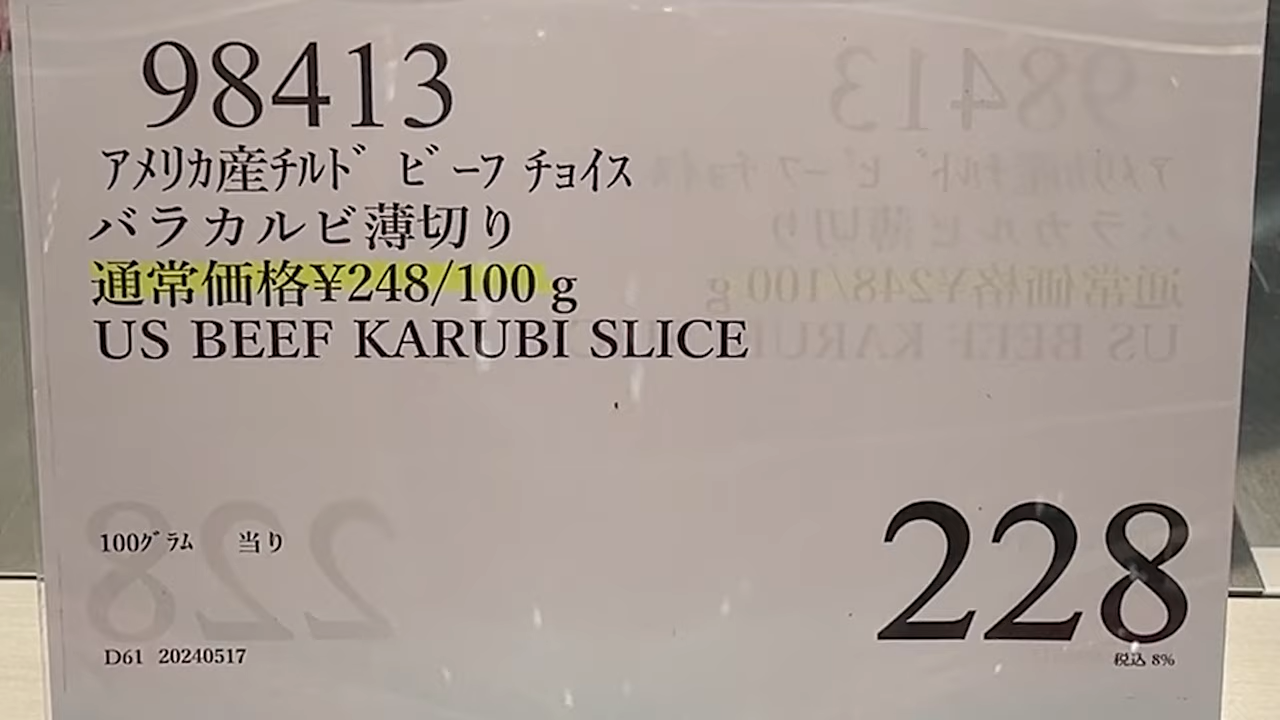 98413
ｱﾒﾘｶ産ﾁﾙﾄﾞ ﾋﾞｰﾌ ﾁｮｲｽ
バラカルビ薄切り
通常価格¥248/100 g
US BEEF KARUBI SLICE
100ｸﾞﾗﾑ 当り
228
税込 8%
D61 20240517